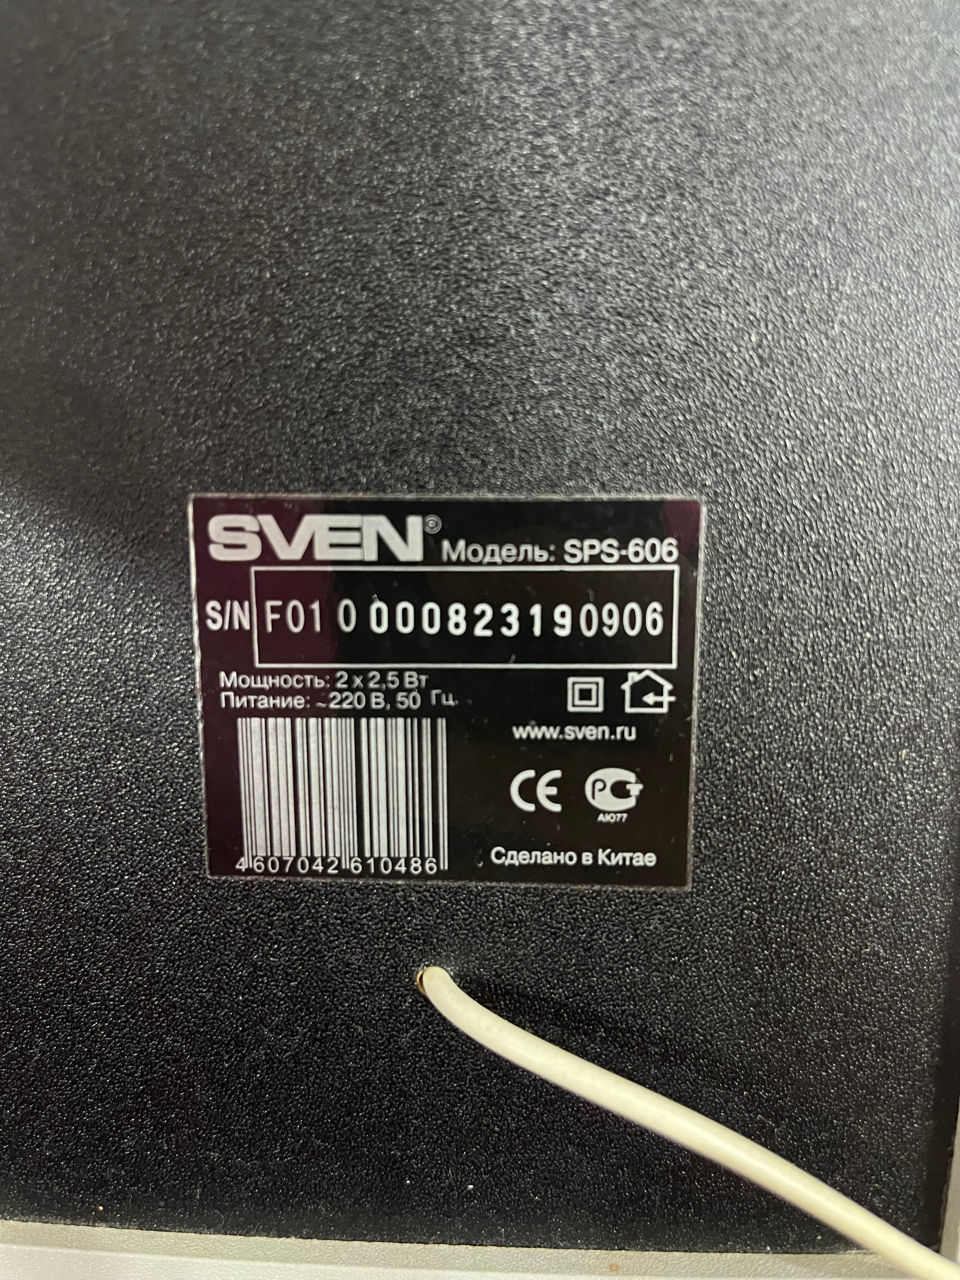 SVEN® Модель: SPS-606
S/N F01 0 000823190906
Мощность: 2 x 2,5 Вт
Питание: ~220 В, 50 Гц.
www.sven.ru
CE РСТ
АЮ77
4 607042 610486
Сделано в Китае